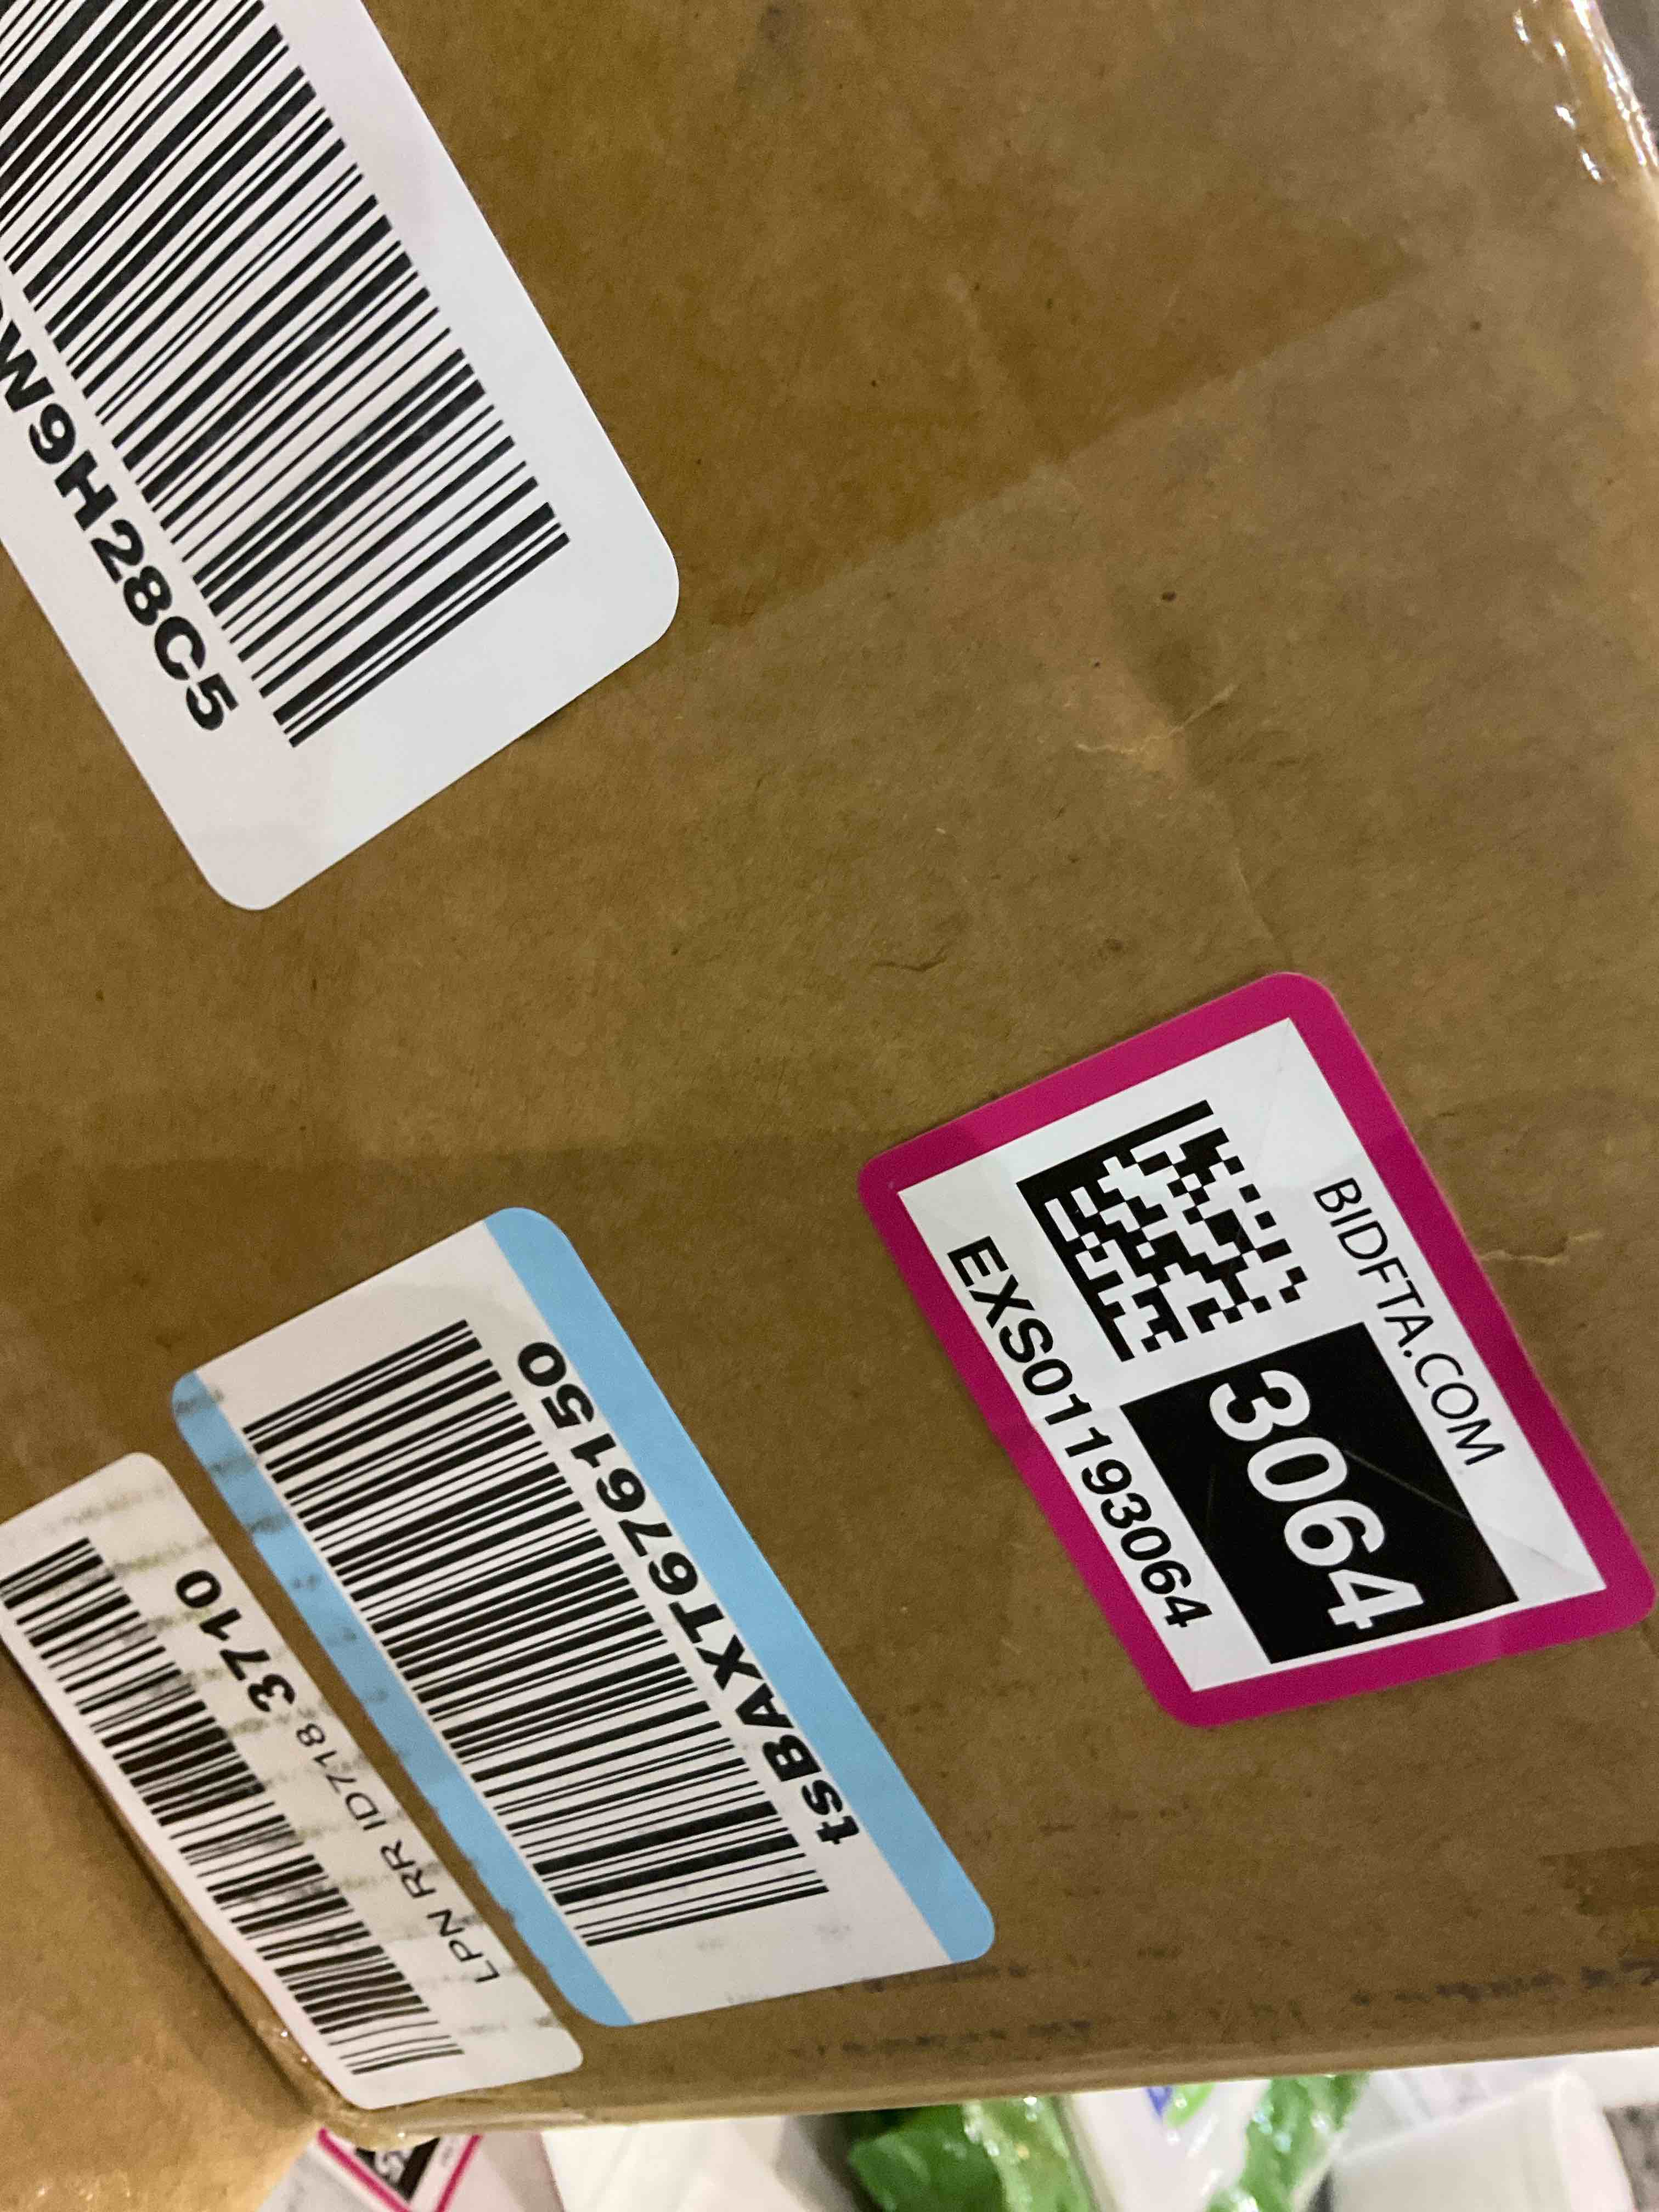 W9H28C5
BIDFTA.COM
3064
EXS01193064
tsBAXT676150
LPN RR ID718 3710